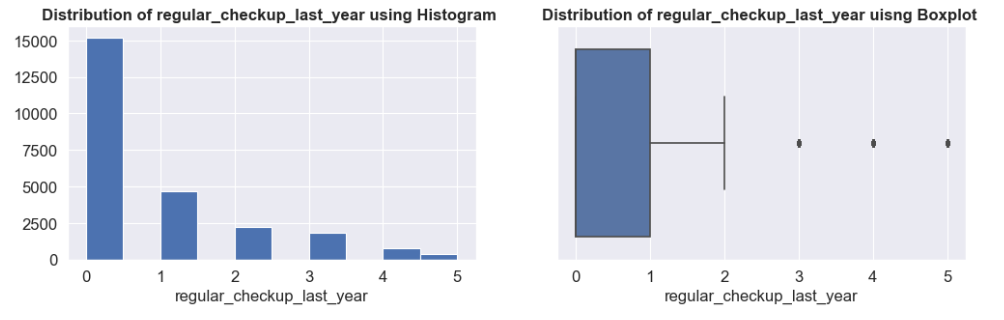 Distribution of regular_checkup_last_year using Histogram
15000
12500
10000
7500
5000
2500
0
0 1 2 3 4 5
regular_checkup_last_year
Distribution of regular_checkup_last_year uisng Boxplot
0 1 2 3 4 5
regular_checkup_last_year